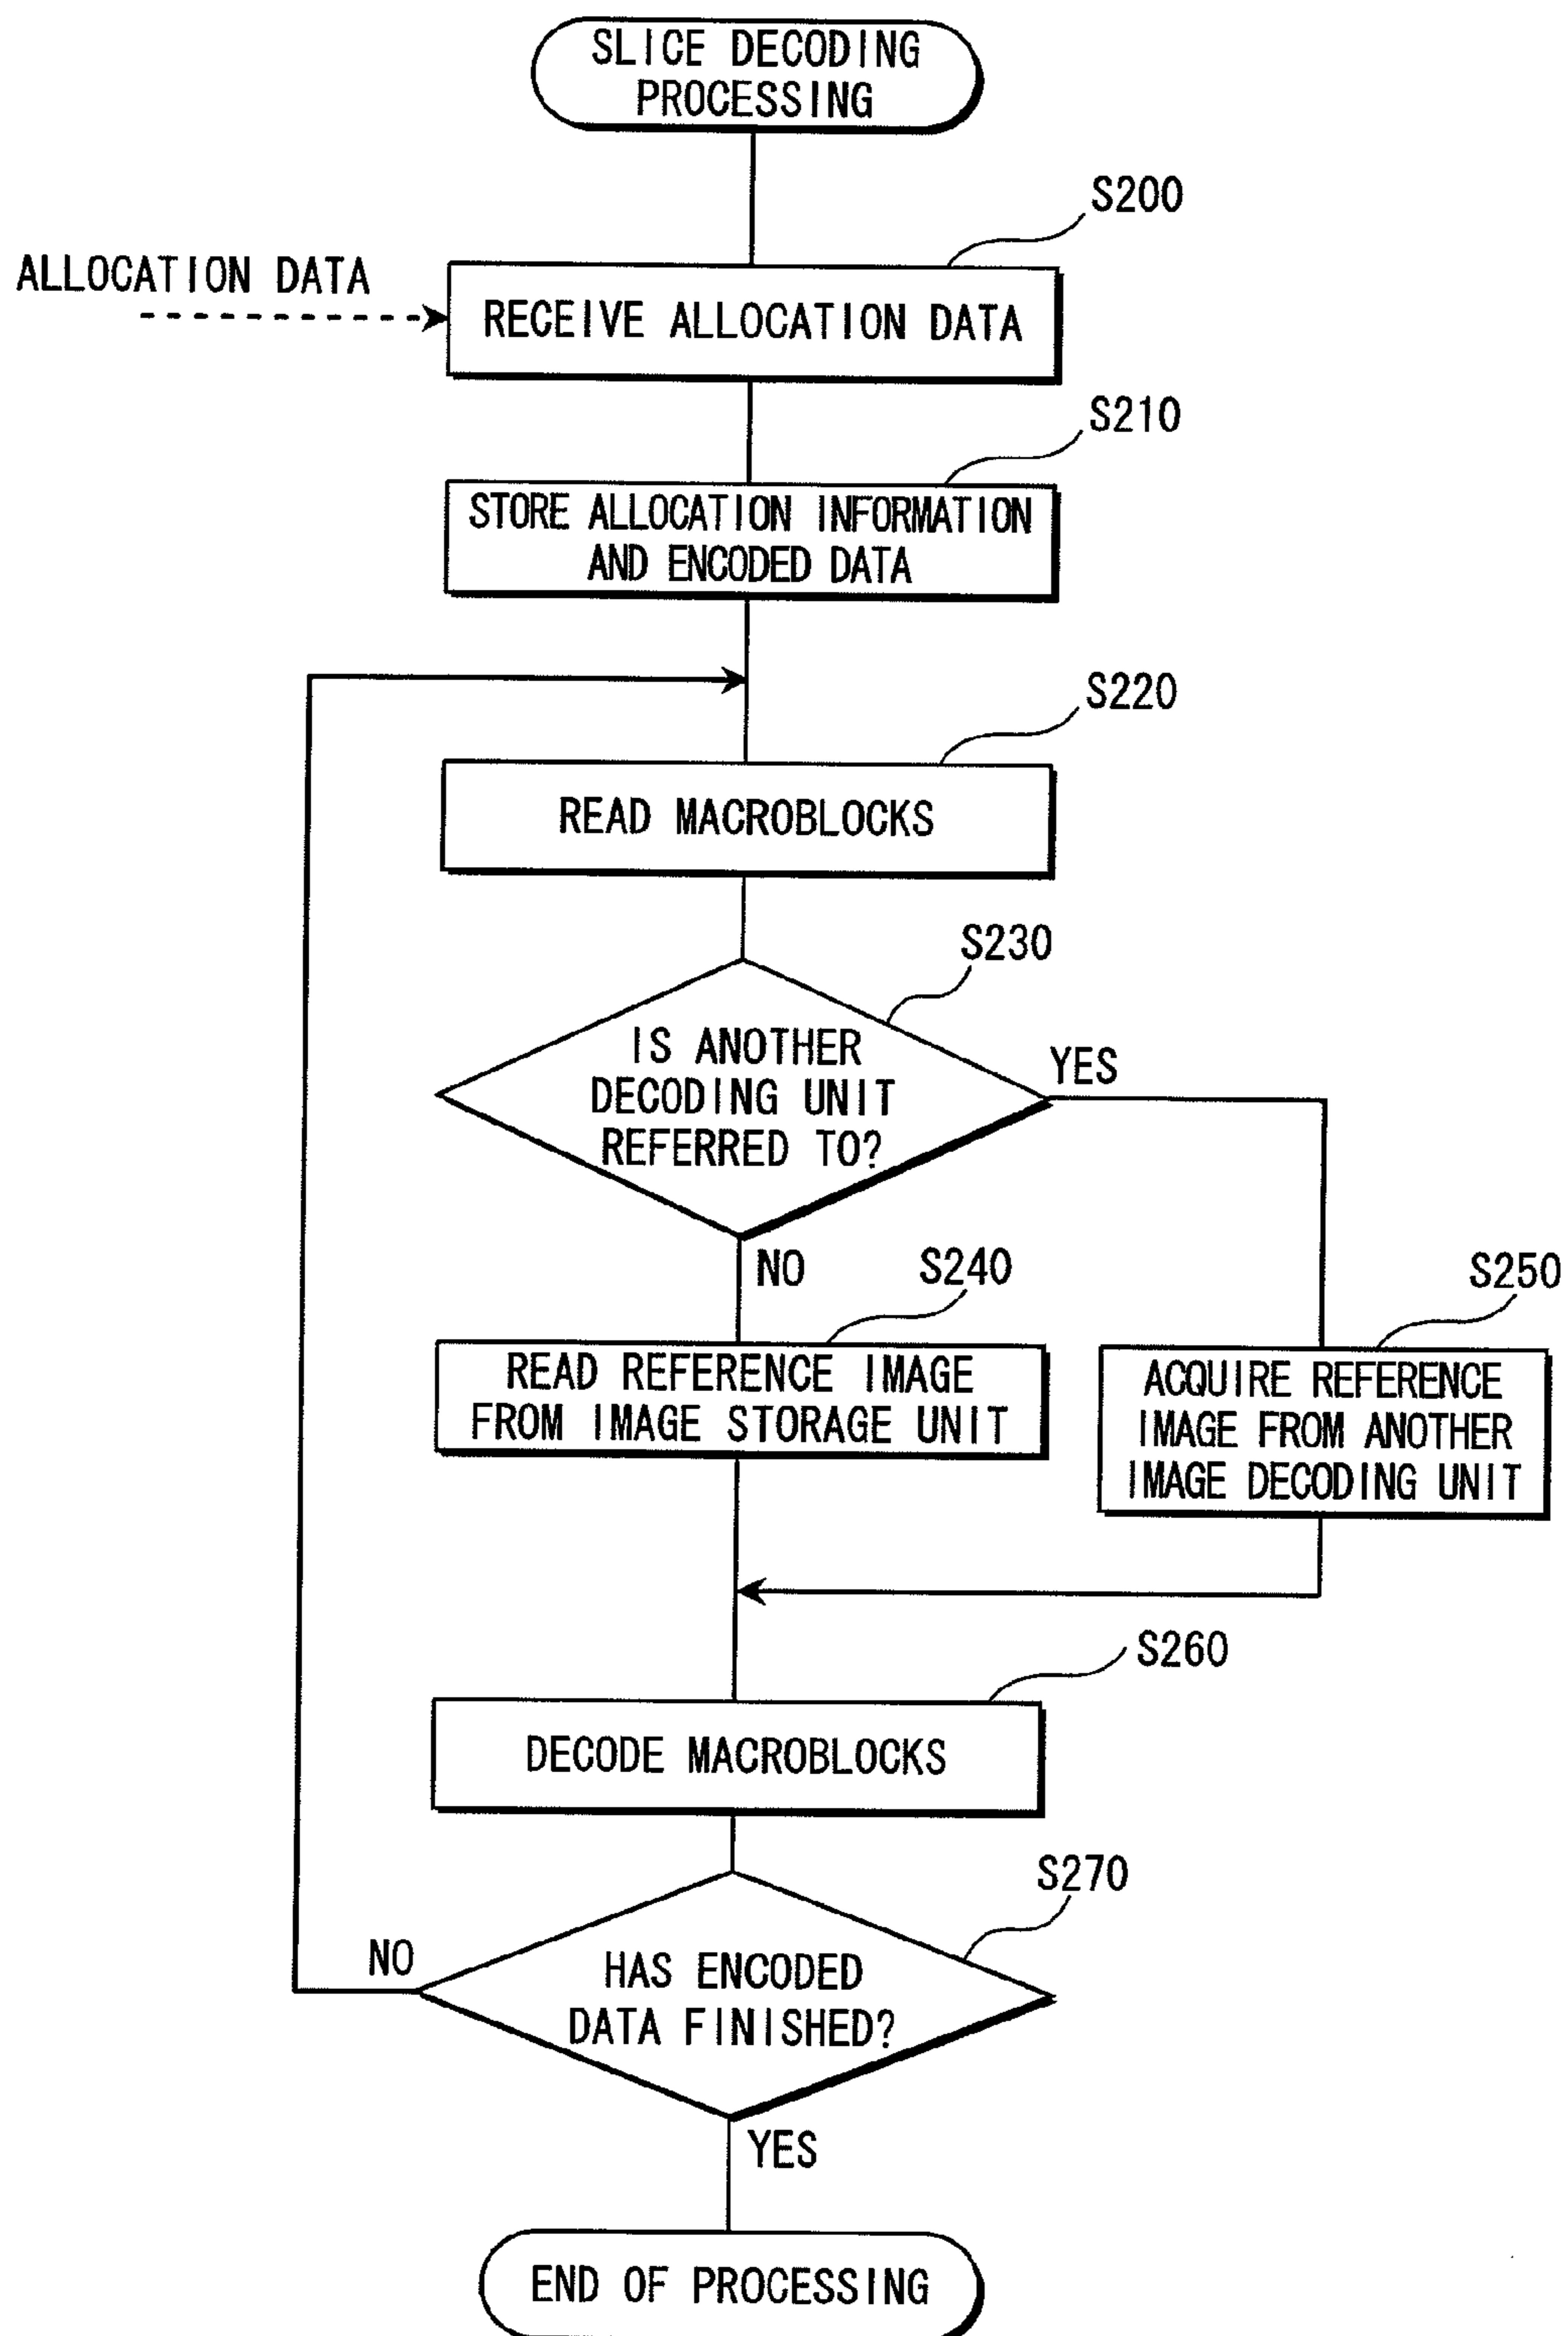 SLICE DECODING
PROCESSING
S200
ALLOCATION DATA
RECEIVE ALLOCATION DATA
S210
STORE ALLOCATION INFORMATION
AND ENCODED DATA
S220
READ MACROBLOCKS
S230
IS ANOTHER
DECODING UNIT
REFERRED TO?
YES
NO
S240
S250
READ REFERENCE IMAGE
FROM IMAGE STORAGE UNIT
ACQUIRE REFERENCE
IMAGE FROM ANOTHER
IMAGE DECODING UNIT
S260
DECODE MACROBLOCKS
S270
NO
HAS ENCODED
DATA FINISHED?
YES
END OF PROCESSING